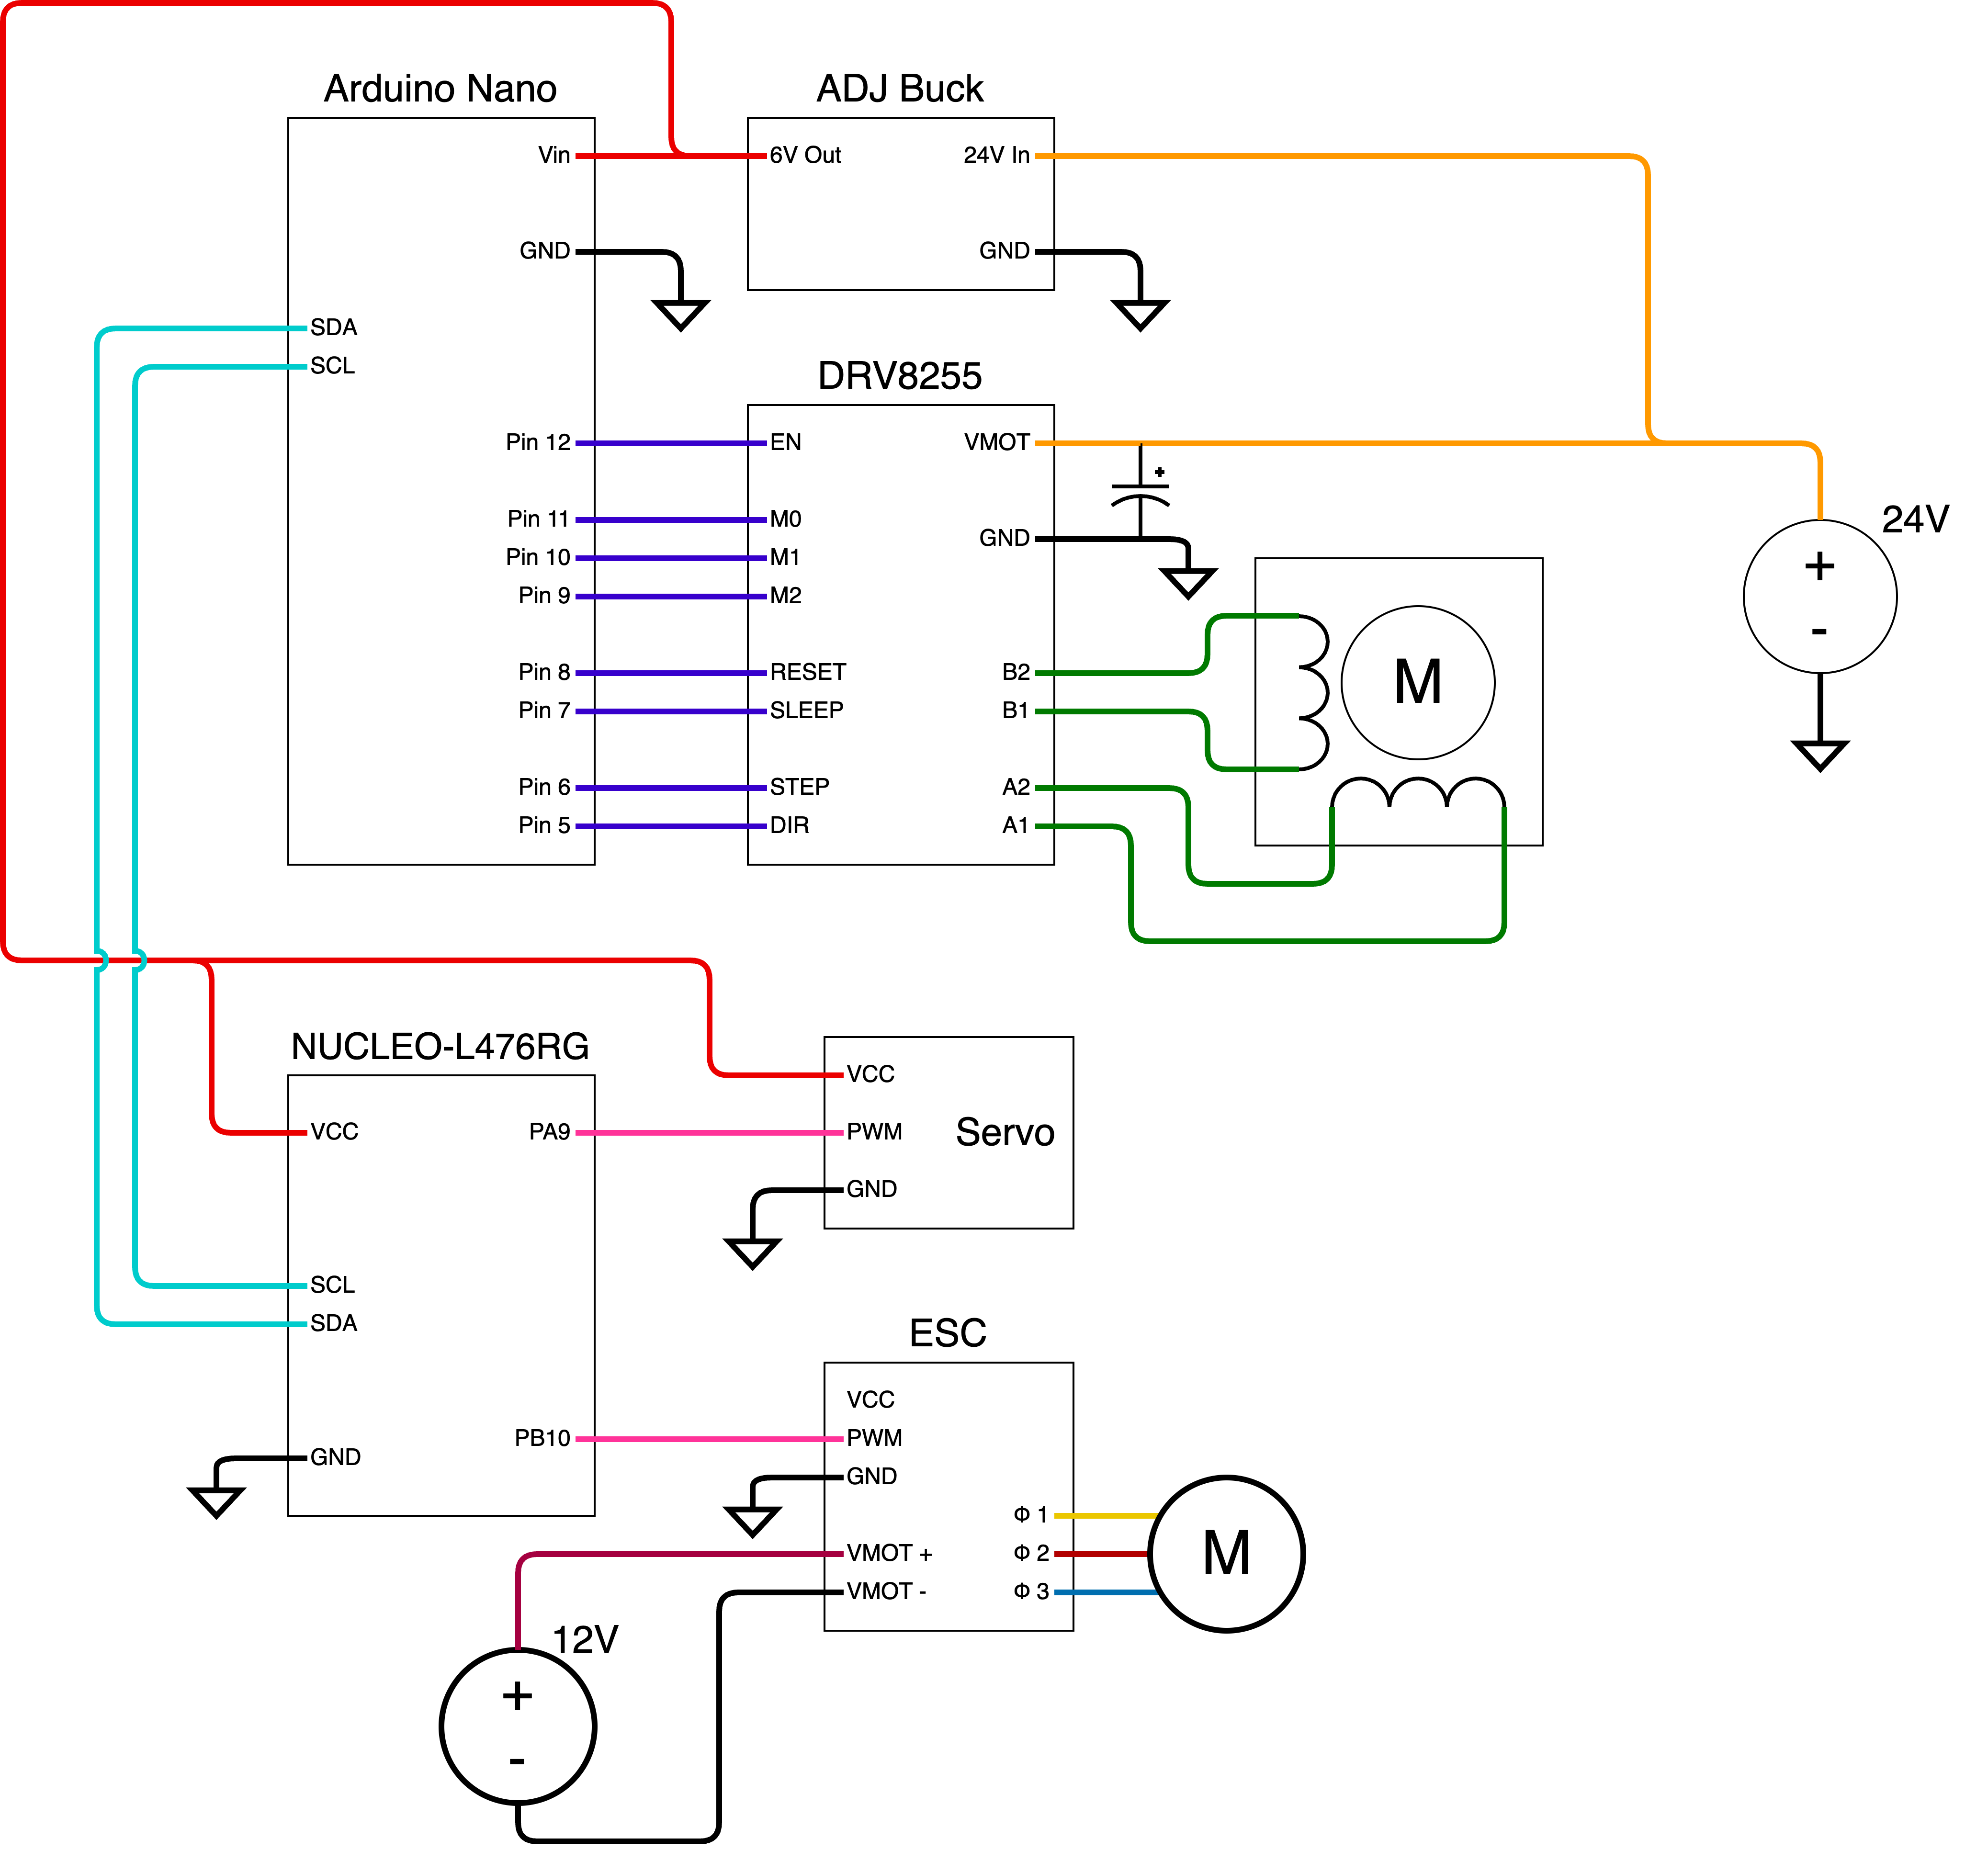 Arduino Nano
Vin
GND
SDA
SCL
Pin 12
Pin 11
Pin 10
Pin 9
Pin 8
Pin 7
Pin 6
Pin 5
ADJ Buck
6V Out
24V In
GND
DRV8255
EN
M0
M1
M2
RESET
SLEEP
STEP
DIR
VMOT
GND
B2
B1
A2
A1
+
M
24V
+
-
NUCLEO-L476RG
VCC
PA9
SCL
SDA
PB10
GND
VCC
PWM
Servo
GND
ESC
VCC
PWM
GND
Φ 1
VMOT +
Φ 2
VMOT -
Φ 3
M
12V
+
-